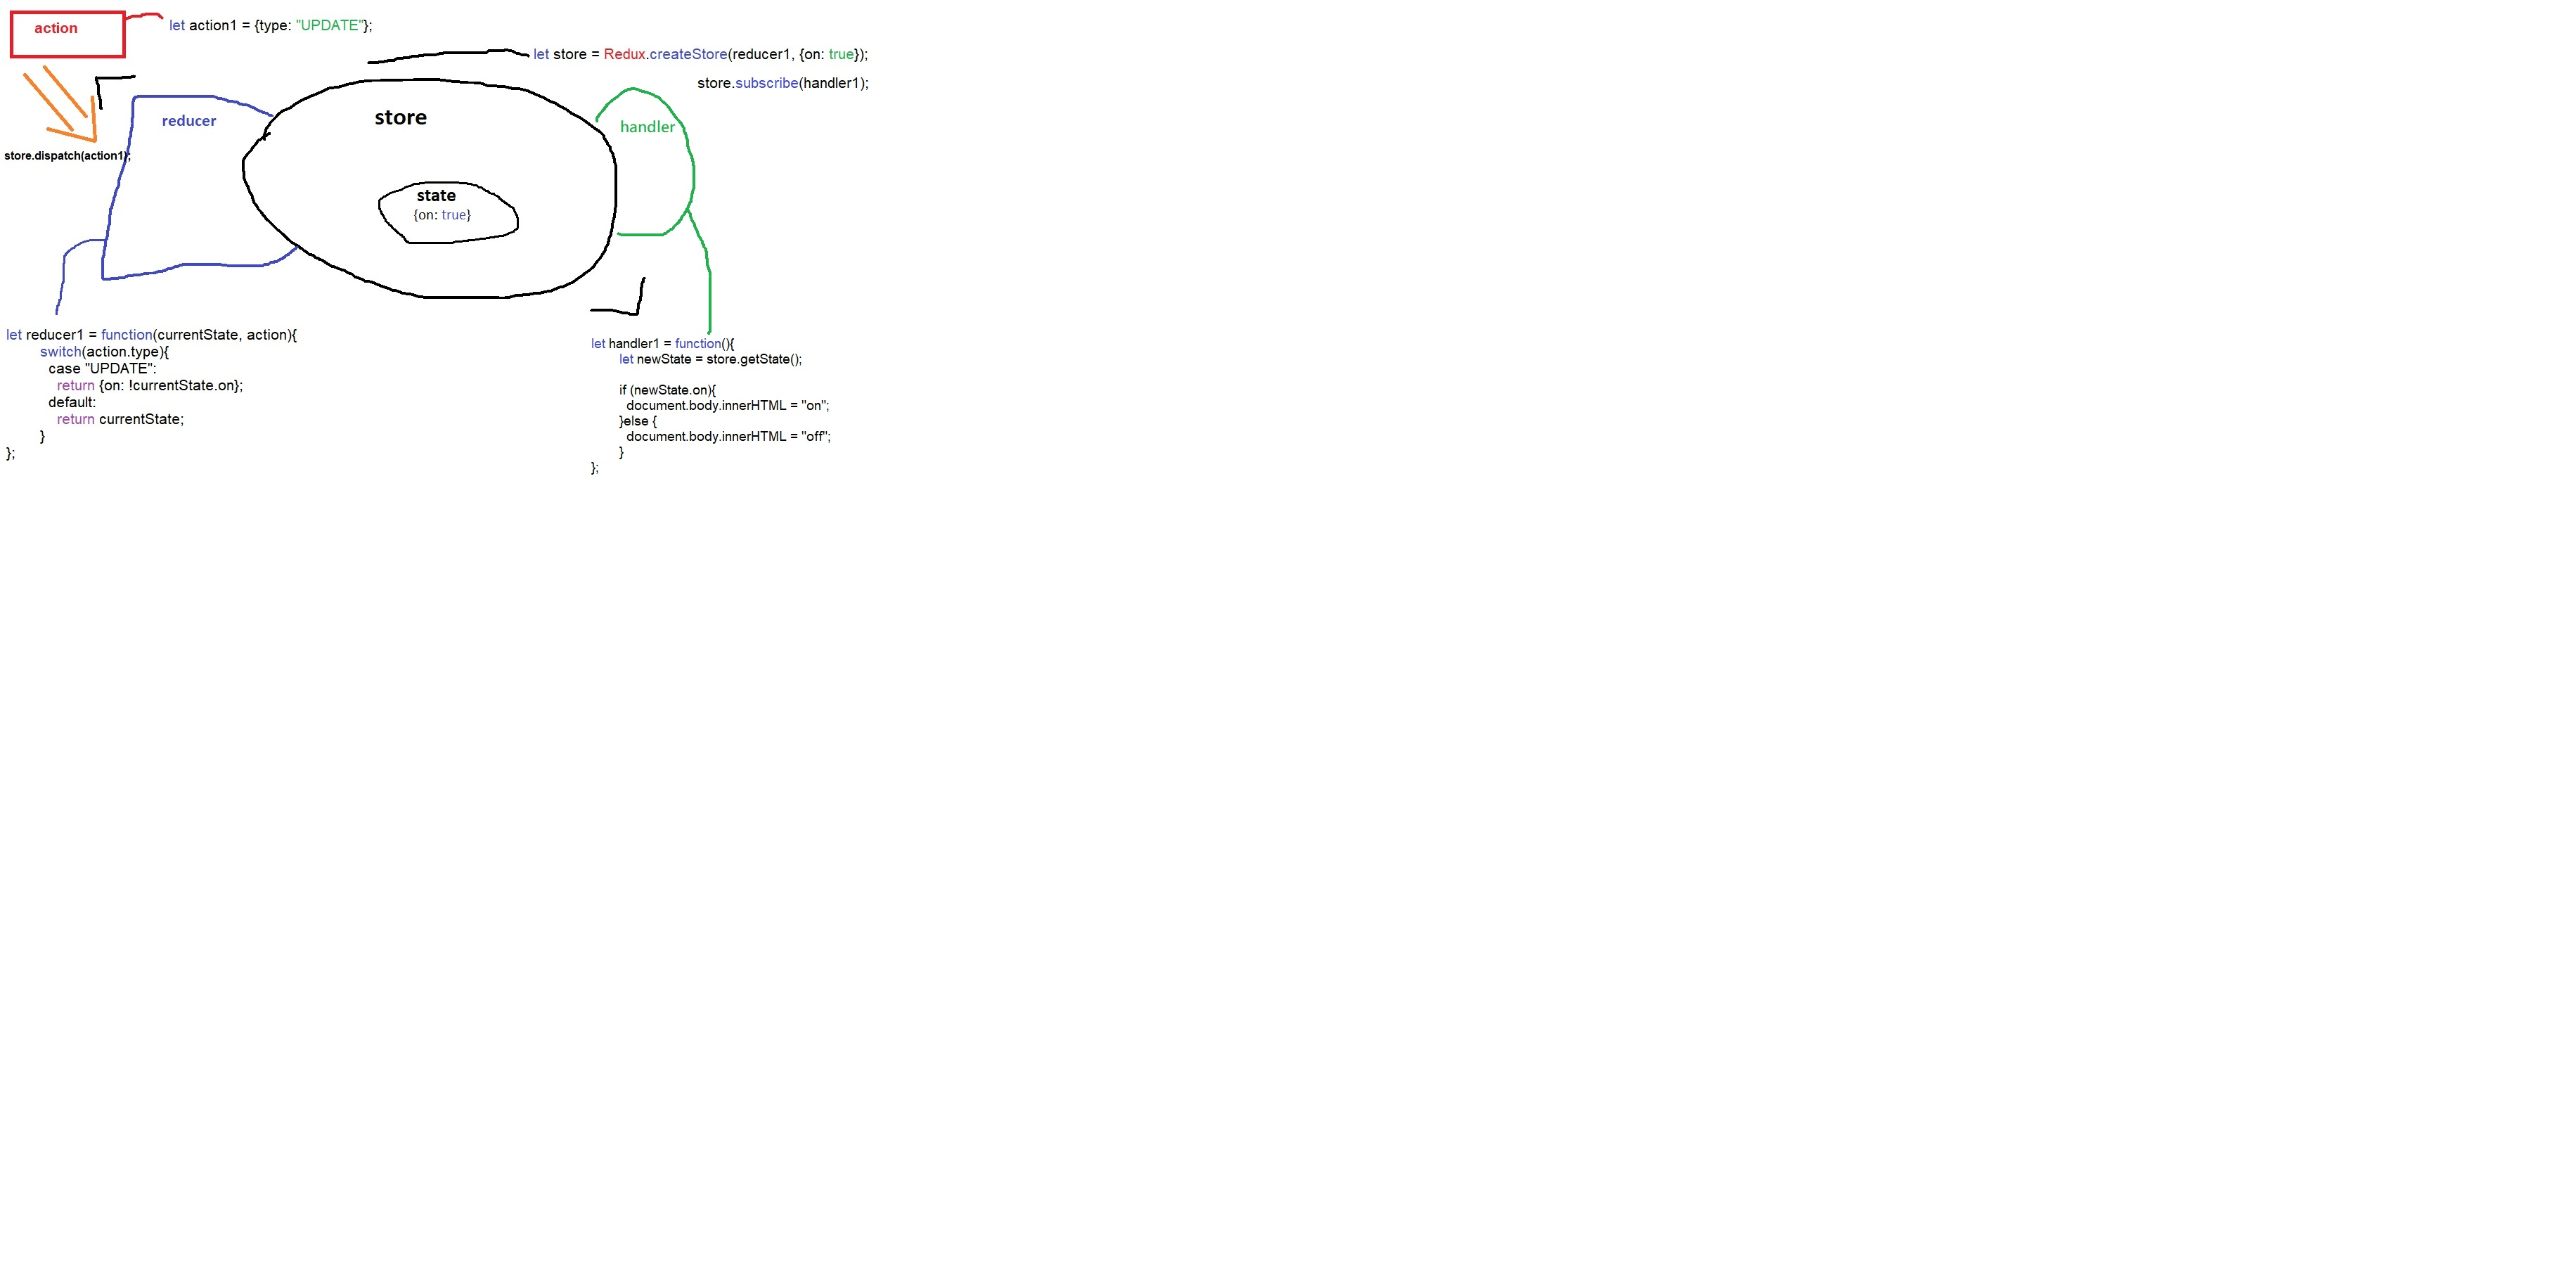 action
let action1 = {type: "UPDATE"};
let store = Redux.createStore(reducer1, {on: true});
store.subscribe(handler1);
reducer
store
handler
store.dispatch(action1);
state
{on: true}
let reducer1 = function(currentState, action){
switch(action.type){
case "UPDATE":
return {on: !currentState.on};
default:
return currentState;
}
};
let handler1 = function(){
let newState = store.getState();
if (newState.on){
document.body.innerHTML = "on";
}else {
document.body.innerHTML = "off";
}
};